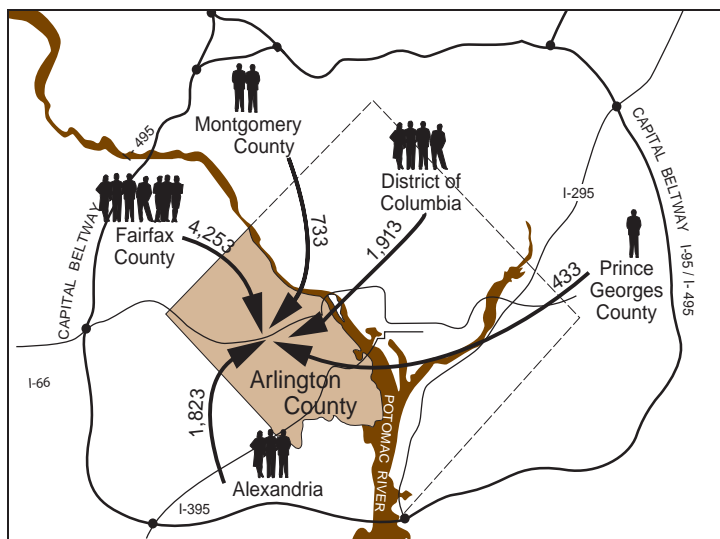 495
Montgomery
County
CAPITAL BELTWAY
District of
Columbia
I-295
CAPITAL BELTWAY I-95 / I- 495
Fairfax
County
4,253
733
1,913
433
Prince
Georges
County
I-66
Arlington
County
1,823
POTOMAC RIVER
Alexandria
I-395